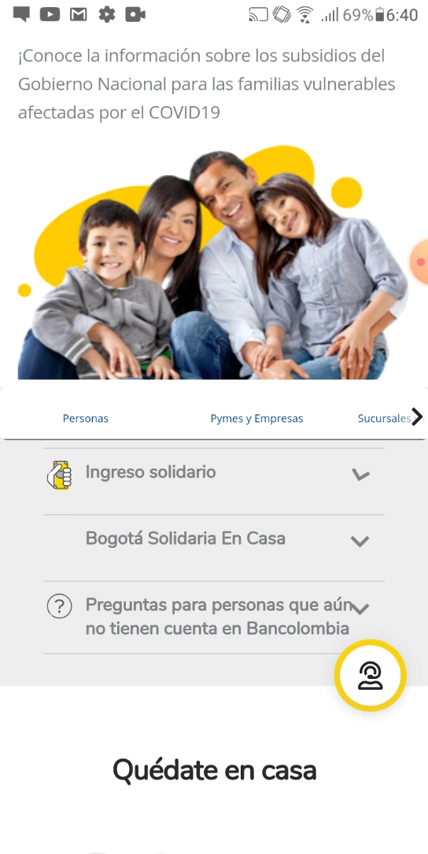 69% 6:40
¡Conoce la información sobre los subsidios del
Gobierno Nacional para las familias vulnerables
afectadas por el COVID19
Personas Pymes y Empresas Sucursales
Ingreso solidario
Bogotá Solidaria En Casa
? Preguntas para personas que aún
no tienen cuenta en Bancolombia
Quédate en casa